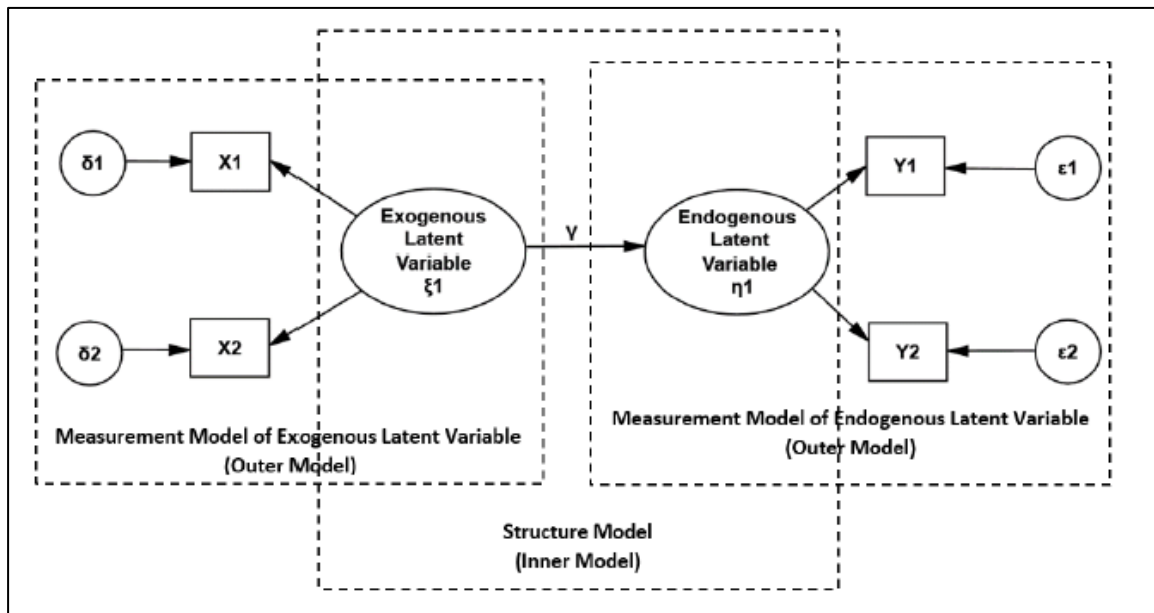 δ1
X1
Exogenous
Latent
Variable
ξ1
δ2
X2
Measurement Model of Exogenous Latent Variable
(Outer Model)
γ
Endogenous
Latent
Variable
η1
Y1
ε1
Y2
ε2
Measurement Model of Endogenous Latent Variable
(Outer Model)
Structure Model
(Inner Model)